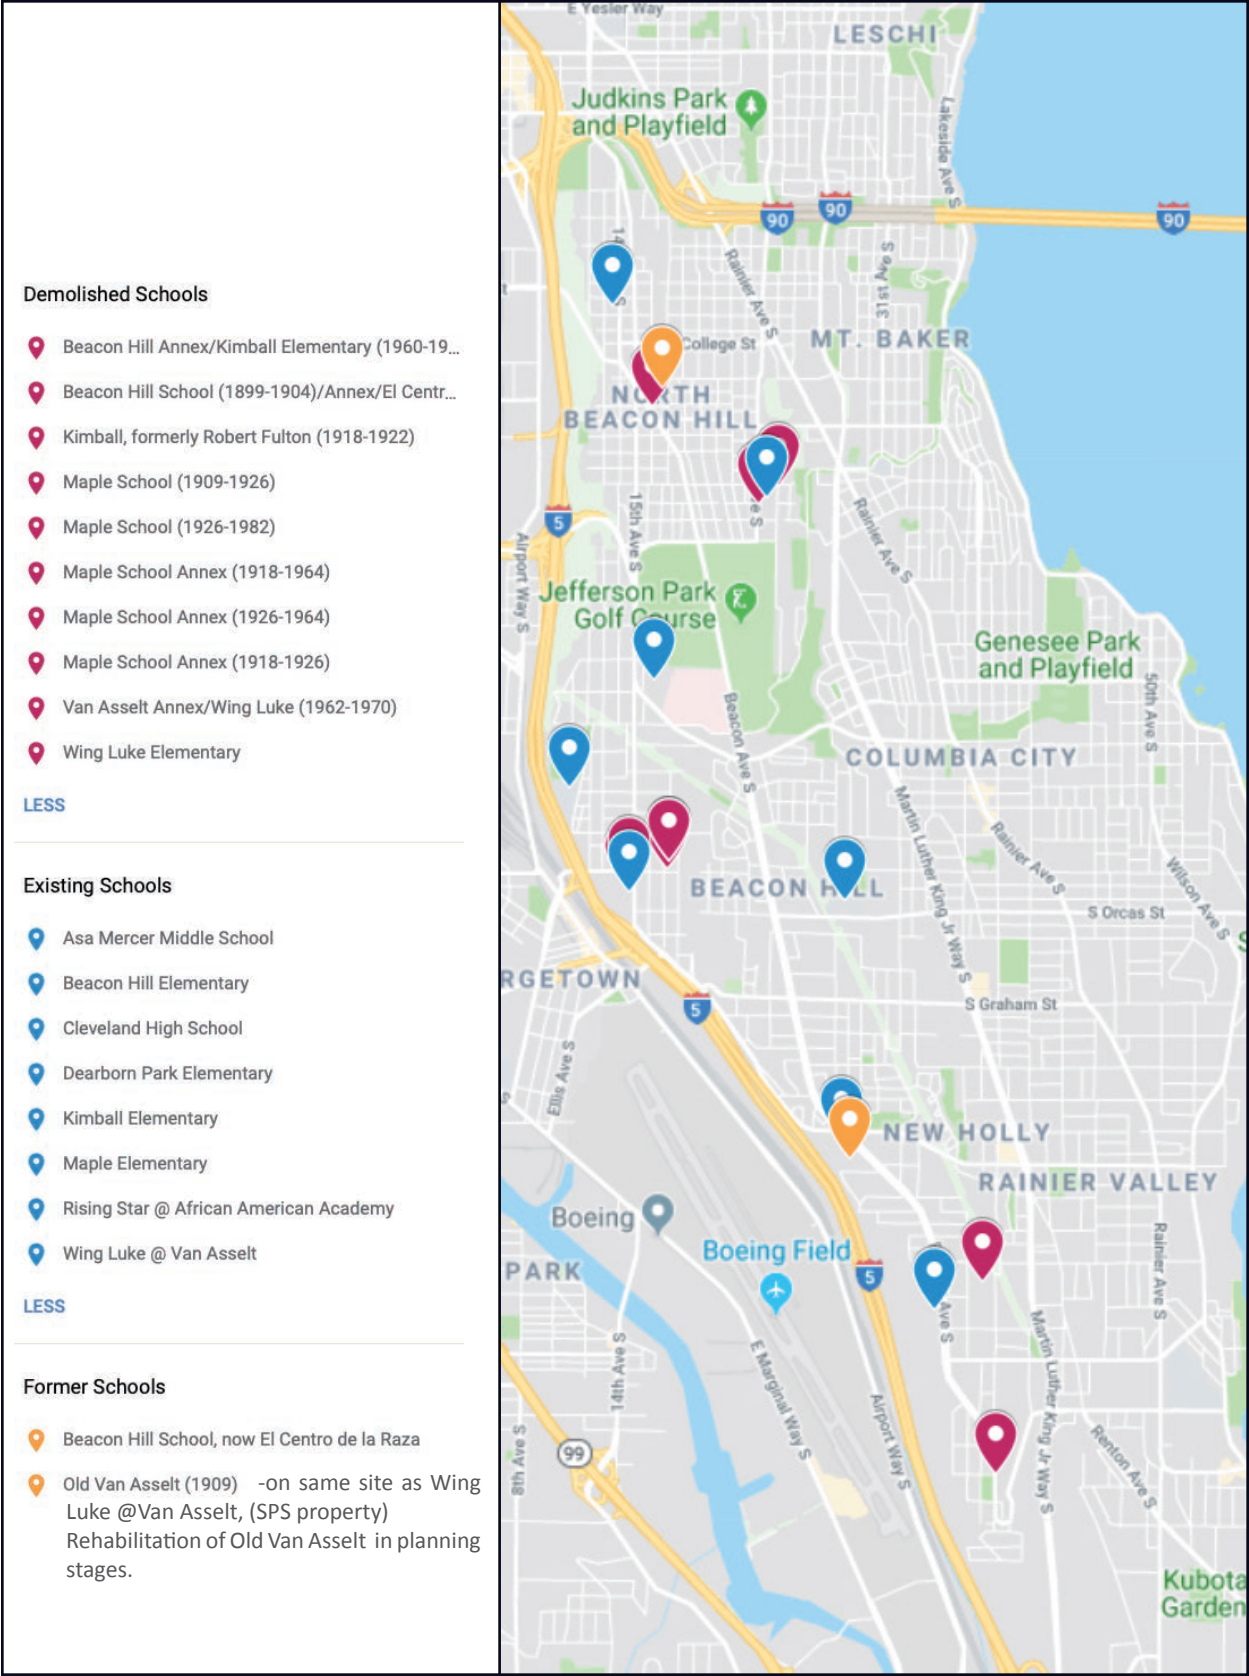 Demolished Schools
Beacon Hill Annex/Kimball Elementary (1960-19...
Beacon Hill School (1899-1904)/Annex/El Centr...
Kimball, formerly Robert Fulton (1918-1922)
Maple School (1909-1926)
Maple School (1926-1982)
Maple School Annex (1918-1964)
Maple School Annex (1926-1964)
Maple School Annex (1918-1926)
Van Asselt Annex/Wing Luke (1962-1970)
Wing Luke Elementary
LESS
Existing Schools
Asa Mercer Middle School
Beacon Hill Elementary
Cleveland High School
Dearborn Park Elementary
Kimball Elementary
Maple Elementary
Rising Star @ African American Academy
Wing Luke @ Van Asselt
LESS
Former Schools
Beacon Hill School, now El Centro de la Raza
Old Van Asselt (1909) -on same site as Wing
Luke @Van Asselt, (SPS property)
Rehabilitation of Old Van Asselt in planning
stages.
E Yesler Way
LESCHI
Judkins Park
and Playfield
Lakeside Ave S
90
90
90
14
S
Rainier Ave S
31st Ave S
College St
MT. BAKER
NORTH
BEACON HILL
15th Ave S
e S
5
Airport Way S
Rainier Ave S
Jefferson Park
Golf Course
Genesee Park
and Playfield
50th Ave S
Beacon Ave S
COLUMBIA CITY
Martin Luther King Jr Way S
Rainier Ave S
Wilson Ave S
BEACON HILL
S Orcas St
RGETOWN
5
S Graham St
Ellis Ave S
NEW HOLLY
RAINIER VALLEY
Boeing
Boeing Field
PARK
5
Rainier Ave S
Ave S
14th Ave S
E Marginal Way S
Martin Luther King Jr Way S
Airport Way S
8th Ave S
99
Renton Ave S
Kubota
Garden